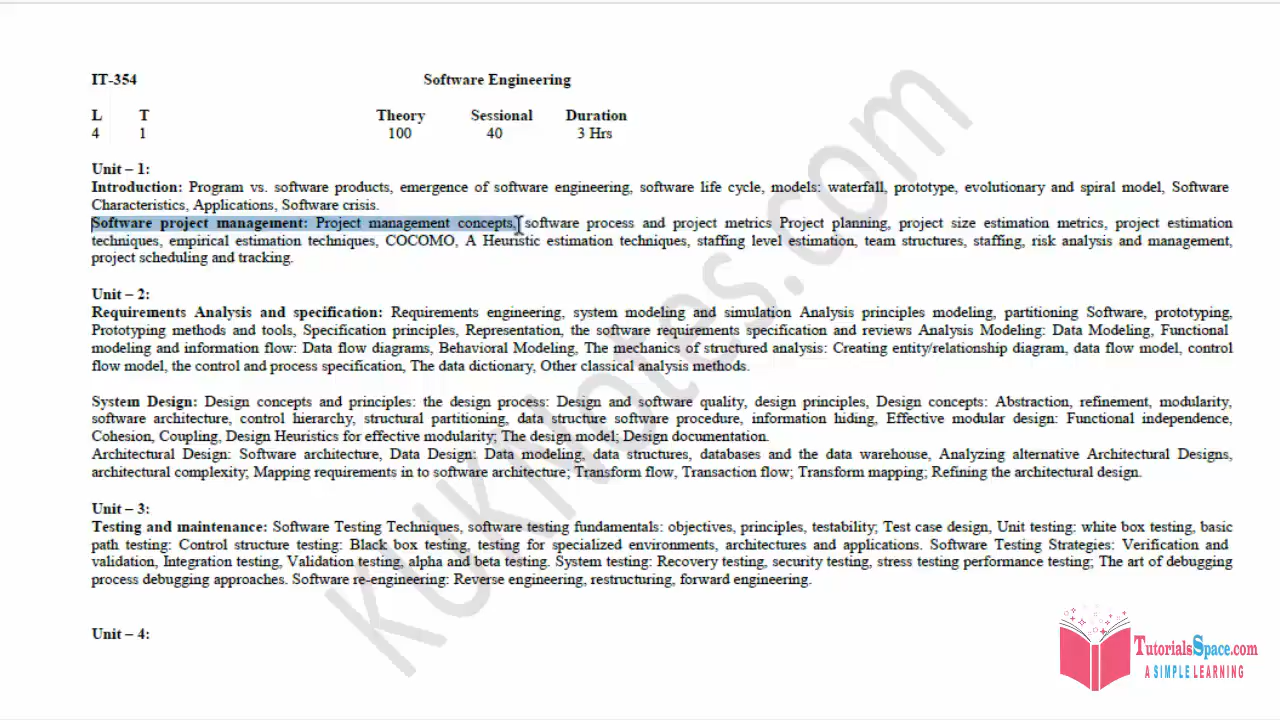 IT-354 Software Engineering
L T Theory Sessional Duration
4 1 100 40 3 Hrs
Unit – 1:
Introduction: Program vs. software products, emergence of software engineering, software life cycle, models: waterfall, prototype, evolutionary and spiral model, Software
Characteristics, Applications, Software crisis.
Software project management: Project management concepts, software process and project metrics Project planning, project size estimation metrics, project estimation
techniques, empirical estimation techniques, COCOMO, A Heuristic estimation techniques, staffing level estimation, team structures, staffing, risk analysis and management,
project scheduling and tracking.
Unit – 2:
Requirements Analysis and specification: Requirements engineering, system modeling and simulation Analysis principles modeling, partitioning Software, prototyping,
Prototyping methods and tools, Specification principles, Representation, the software requirements specification and reviews Analysis Modeling: Data Modeling, Functional
modeling and information flow: Data flow diagrams, Behavioral Modeling, The mechanics of structured analysis: Creating entity/relationship diagram, data flow model, control
flow model, the control and process specification, The data dictionary, Other classical analysis methods.
System Design: Design concepts and principles: the design process: Design and software quality, design principles, Design concepts: Abstraction, refinement, modularity,
software architecture, control hierarchy, structural partitioning, data structure software procedure, information hiding, Effective modular design: Functional independence,
Cohesion, Coupling, Design Heuristics for effective modularity; The design model; Design documentation.
Architectural Design: Software architecture, Data Design: Data modeling, data structures, databases and the data warehouse, Analyzing alternative Architectural Designs,
architectural complexity; Mapping requirements in to software architecture; Transform flow, Transaction flow; Transform mapping; Refining the architectural design.
Unit – 3:
Testing and maintenance: Software Testing Techniques, software testing fundamentals: objectives, principles, testability; Test case design, Unit testing: white box testing, basic
path testing: Control structure testing: Black box testing, testing for specialized environments, architectures and applications. Software Testing Strategies: Verification and
validation, Integration testing, Validation testing, alpha and beta testing. System testing: Recovery testing, security testing, stress testing performance testing; The art of debugging
process debugging approaches. Software re-engineering: Reverse engineering, restructuring, forward engineering.
Unit – 4:
KUKNotes.com
TutorialsSpace.com
A SIMPLE LEARNING